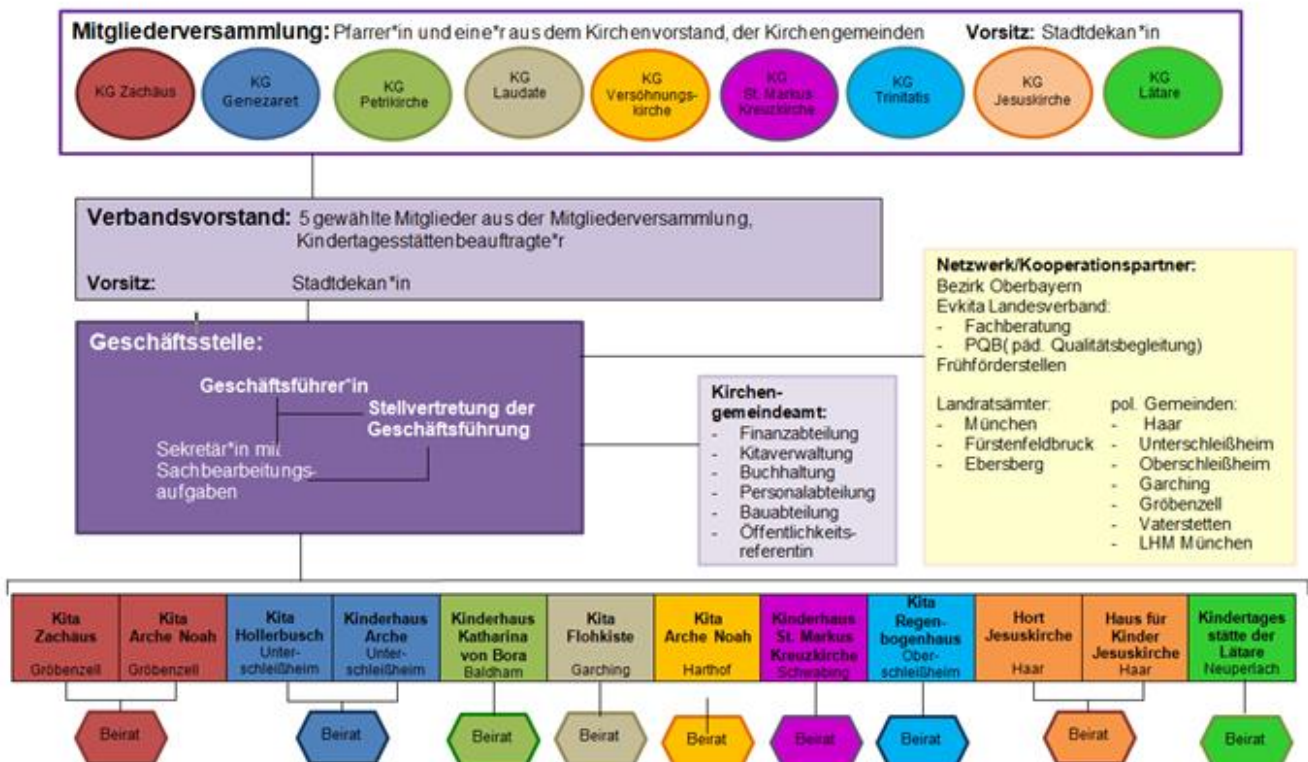 Mitgliederversammlung: Pfarrer*in und eine*r aus dem Kirchenvorstand, der Kirchengemeinden
Vorsitz: Stadtdekan*in
KG Zachäus
KG
Genezaret
KG
Petrikirche
KG
Laudate
KG
Versöhnungs-
kirche
KG
St. Markus
Kreuzkirche
KG
Trinitatis
KG
Jesuskirche
KG
Lätare
Verbandsvorstand: 5 gewählte Mitglieder aus der Mitgliederversammlung,
Kindertagesstättenbeauftragte*r
Vorsitz: Stadtdekan*in
Geschäftsstelle:
Geschäftsführer*in
Stellvertretung der
Geschäftsführung
Sekretär*in mit
Sachbearbeitungs-
aufgaben
Kirchen-
gemeindeamt:
- Finanzabteilung
- Kitaverwaltung
- Buchhaltung
- Personalabteilung
- Bauabteilung
- Öffentlichkeits-
referentin
Netzwerk/Kooperationspartner:
Bezirk Oberbayern
Evkita Landesverband:
- Fachberatung
- PQB( päd. Qualitätsbegleitung)
Frühförderstellen
Landratsämter:
- München
- Fürstenfeldbruck
- Ebersberg
pol. Gemeinden:
- Haar
- Unterschleißheim
- Oberschleißheim
- Garching
- Gröbenzell
- Vaterstetten
- LHM München
Kita
Zachäus
Gröbenzell
Kita
Arche Noah
Gröbenzell
Kita
Hollerbusch
Unter-
schleißheim
Kinderhaus
Arche
Unter-
schleißheim
Kinderhaus
Katharina
von Bora
Baldham
Kita
Flohkiste
Garching
Kita
Arche Noah
Harthof
Kinderhaus
St. Markus
Kreuzkirche
Schwabing
Kita
Regen-
bogenhaus
Ober-
schleißheim
Hort
Jesuskirche
Haar
Haus für
Kinder
Jesuskirche
Haar
Kindertages
stätte der
Lätare
Neuperlach
Beirat
Beirat
Beirat
Beirat
Beirat
Beirat
Beirat
Beirat
Beirat